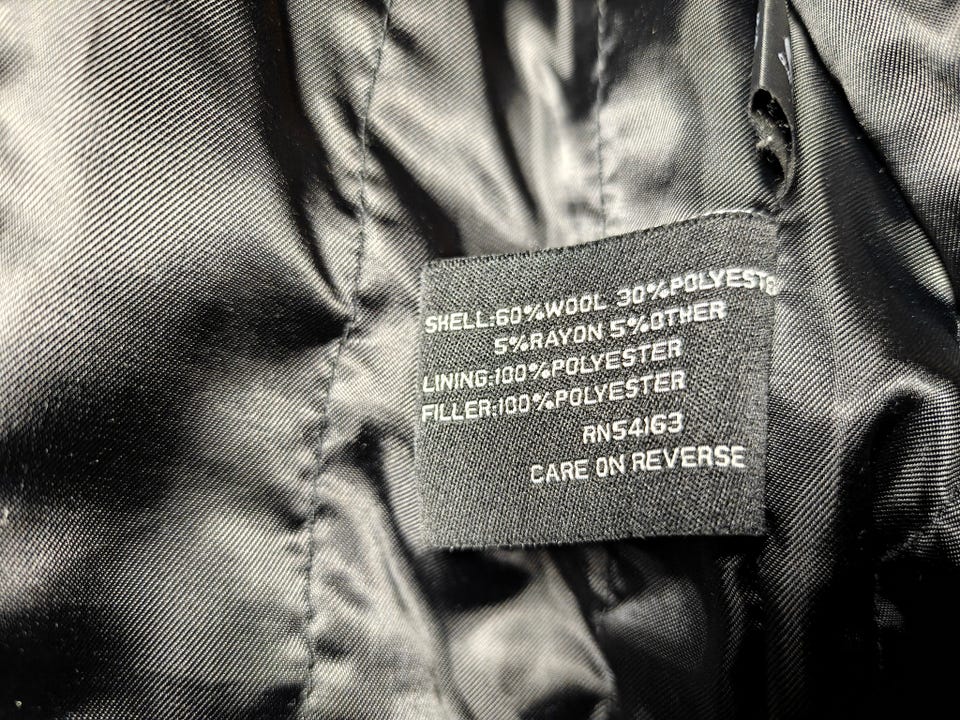 SHELL:60%WOOL 30%POLYESTE
5%RAYON 5%OTHER
LINING:100%POLYESTER
FILLER:100%POLYESTER
RN54163
CARE ON REVERSE